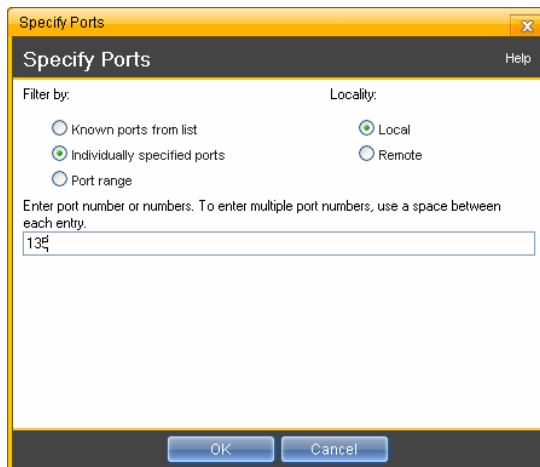 Specify Ports
Specify Ports
Help
Filter by:
Locality:
Known ports from list
Local
Individually specified ports
Remote
Port range
Enter port number or numbers. To enter multiple port numbers, use a space between
each entry.
135
OK
Cancel